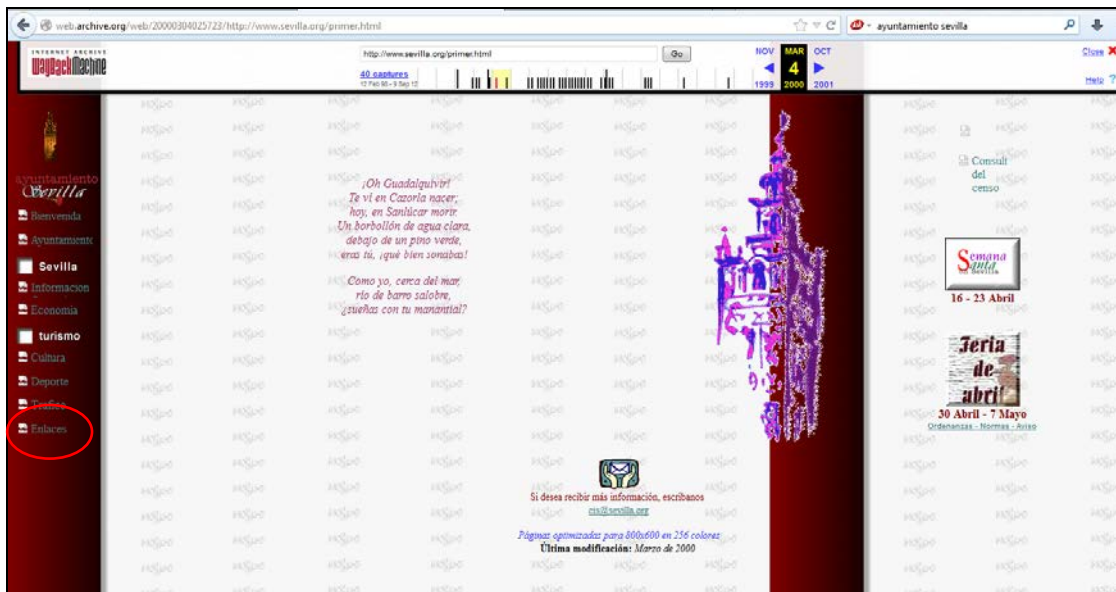 web.archive.org/web/20000304025723/http://www.sevilla.org/primer.html
ayuntamiento sevilla
INTERNET ARCHIVE
WayBackMachine
http://www.sevilla.org/primer.html
Go
40 captures
NOV MAR OCT
4
1999 2000 2001
Close
Help ?
ayuntamiento
Sevilla
Bienvenida
Ayuntamiento
Sevilla
Informacion
Economia
turismo
Cultura
Deporte
Trafico
Enlaces
¡Oh Guadalquivir!
Te vi en Cazorla nacer;
hoy, en Sanlúcar morir.
Un borbollón de agua clara,
debajo de un pino verde,
eras tú, ¡qué bien sonabas!
Como yo, cerca del mar,
río de barro salobre,
¿sueñas con tu manantial?
Si desea recibir más información, escríbanos
cis@sevilla.org
Páginas optimizadas para 800x600 en 256 colores
Última modificación: Marzo de 2000
Consult
del
censo
Semana
Santa
en Sevilla
16 - 23 Abril
Feria
de
abril
30 Abril - 7 Mayo
Ordenanzas - Normas - Aviso